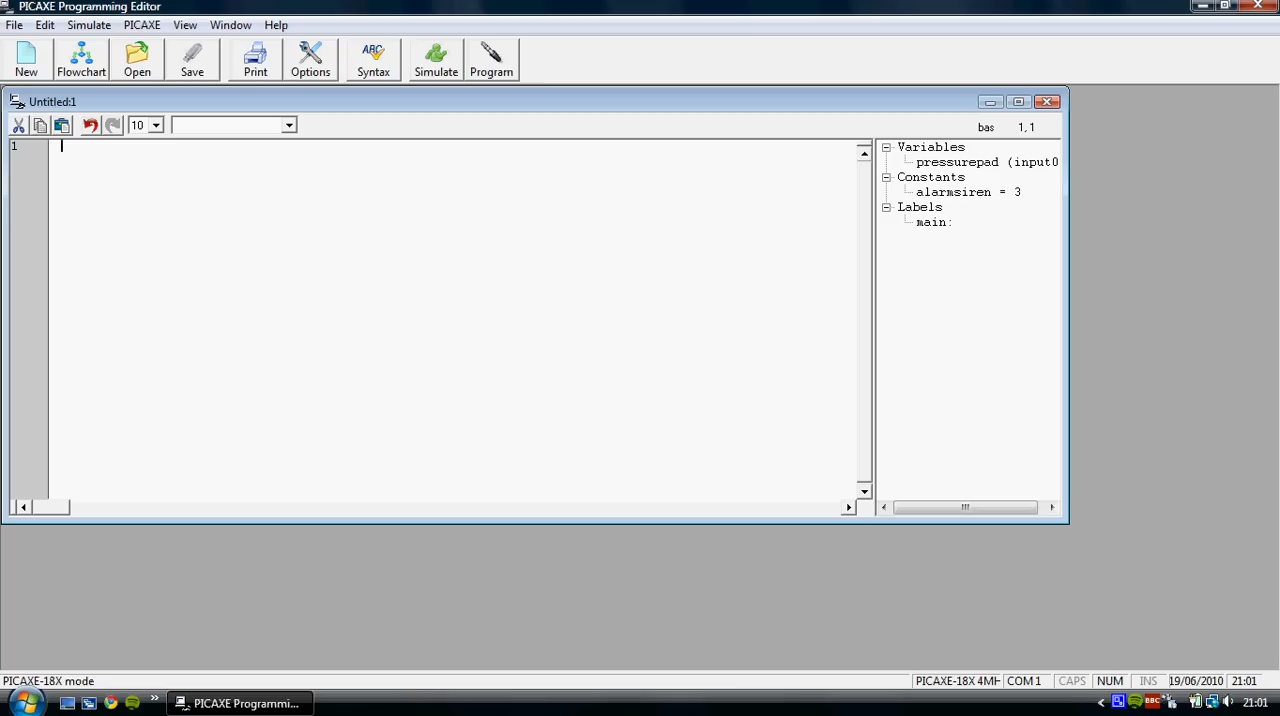 PICAXE Programming Editor
File Edit Simulate PICAXE View Window Help
New Flowchart Open Save Print Options Syntax Simulate Program
ABC
Untitled:1
10
bas 1,1
1
Variables
pressurepad (input0
Constants
alarmsiren = 3
Labels
main:
PICAXE-18X mode
PICAXE-18X 4MH COM 1 CAPS NUM INS 19/06/2010 21:01
PICAXE Programmi...
BBC
21:01